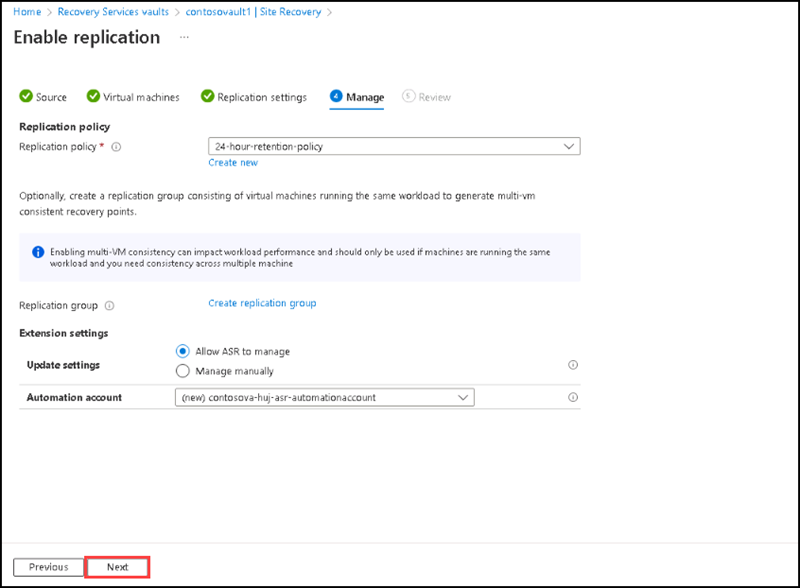 Home > Recovery Services vaults > contosovault1 | Site Recovery >
Enable replication ...
Source Virtual machines Replication settings 4 Manage 5 Review
Replication policy
Replication policy * 24-hour-retention-policy
Create new
Optionally, create a replication group consisting of virtual machines running the same workload to generate multi-vm
consistent recovery points.
Enabling multi-VM consistency can impact workload performance and should only be used if machines are running the same
workload and you need consistency across multiple machine
Replication group Create replication group
Extension settings
Allow ASR to manage
Update settings
Manage manually
Automation account (new) contosova-huj-asr-automationaccount
Previous Next